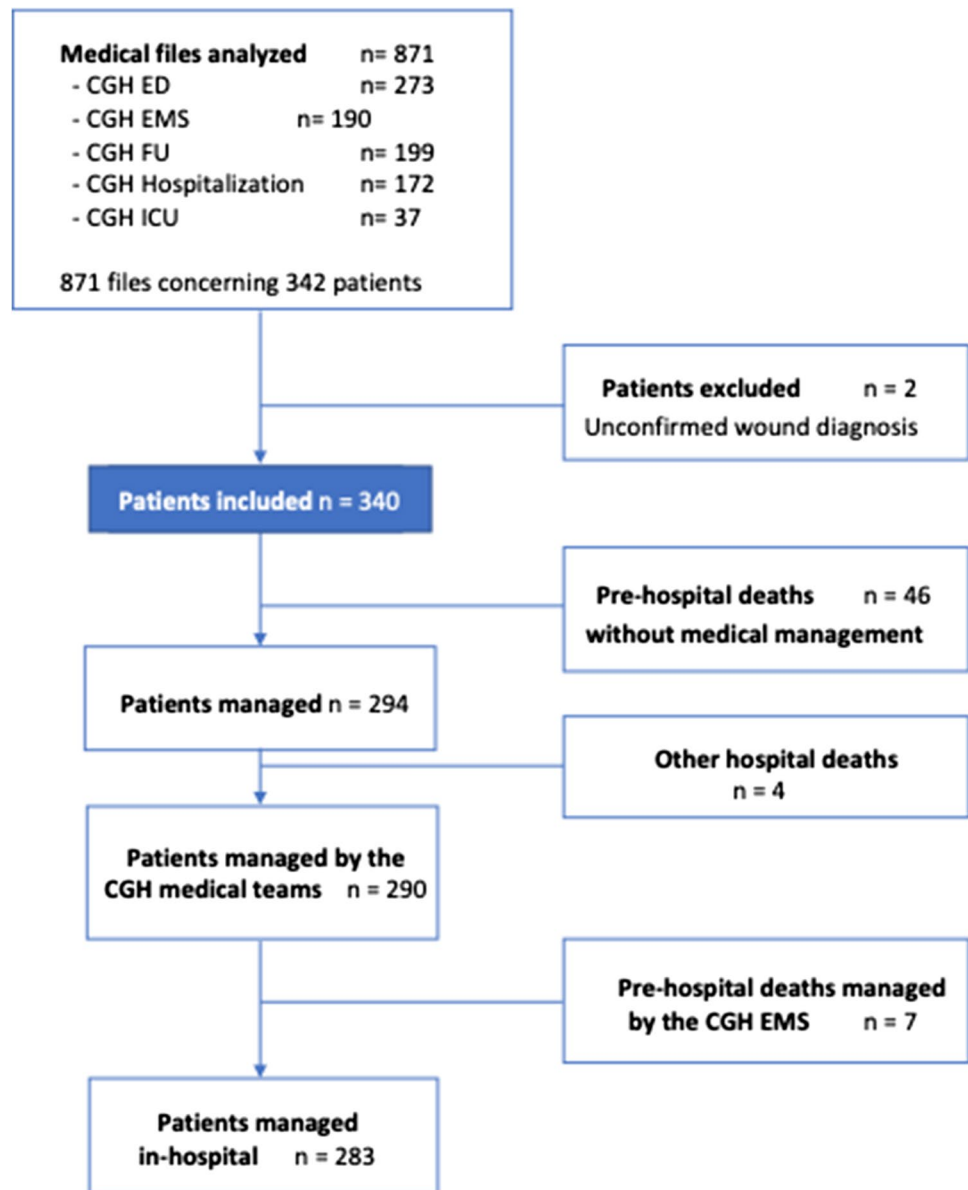 Medical files analyzed n= 871
- CGH ED n= 273
- CGH EMS n= 190
- CGH FU n= 199
- CGH Hospitalization n= 172
- CGH ICU n= 37
871 files concerning 342 patients
Patients excluded n = 2
Unconfirmed wound diagnosis
Patients included n = 340
Pre-hospital deaths n = 46
without medical management
Patients managed n = 294
Other hospital deaths
n = 4
Patients managed by the
CGH medical teams n = 290
Pre-hospital deaths managed
by the CGH EMS n = 7
Patients managed
in-hospital n = 283